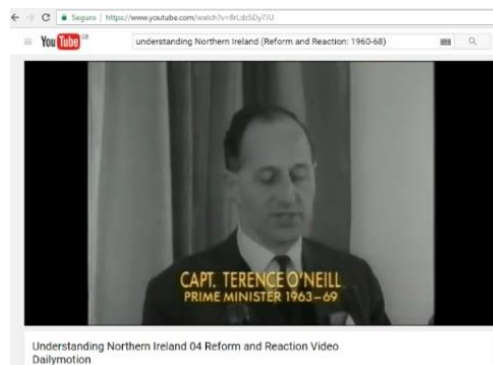 Seguro | https://www.youtube.com/watch?v=
YouTube
understanding Northern Ireland (Reform and Reaction: 1960-68)
CAPT. TERENCE O'NEILL
PRIME MINISTER 1963–69
Understanding Northern Ireland 04 Reform and Reaction Video
Dailymotion